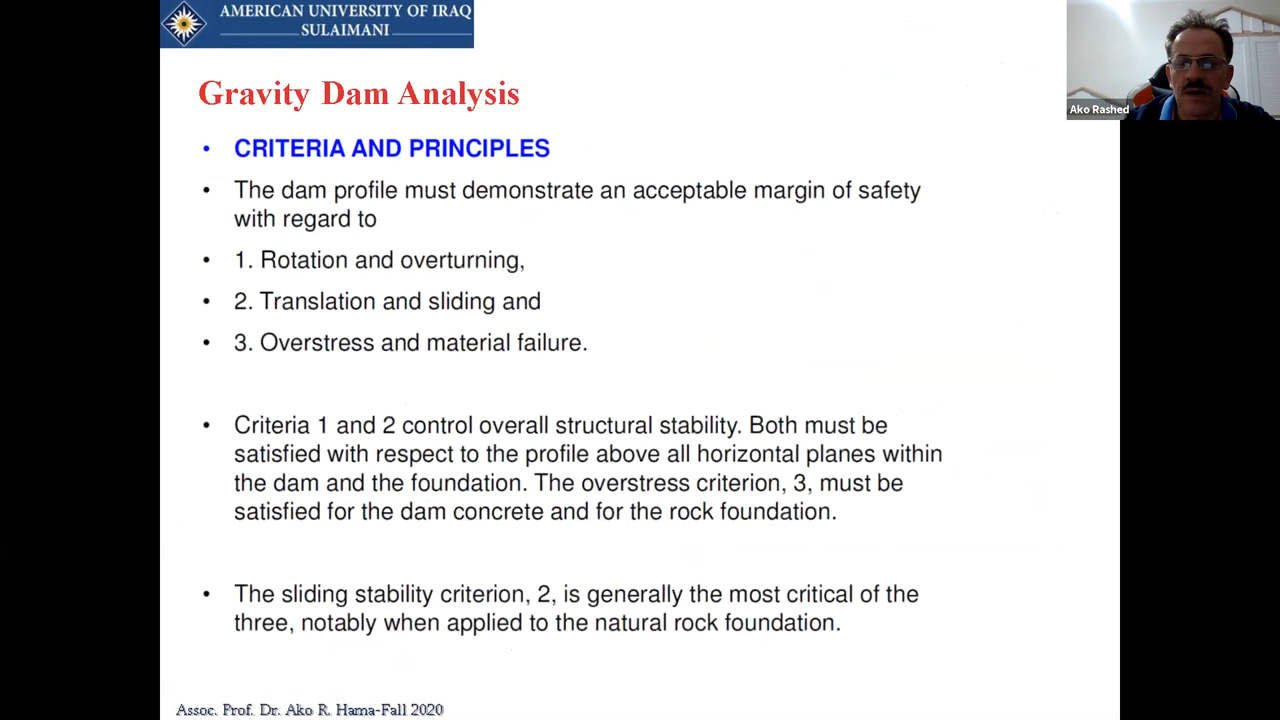 AMERICAN UNIVERSITY OF IRAQ
SULAIMANI
Ako Rashed
Gravity Dam Analysis
• CRITERIA AND PRINCIPLES
• The dam profile must demonstrate an acceptable margin of safety
with regard to
• 1. Rotation and overturning,
• 2. Translation and sliding and
• 3. Overstress and material failure.
• Criteria 1 and 2 control overall structural stability. Both must be
satisfied with respect to the profile above all horizontal planes within
the dam and the foundation. The overstress criterion, 3, must be
satisfied for the dam concrete and for the rock foundation.
• The sliding stability criterion, 2, is generally the most critical of the
three, notably when applied to the natural rock foundation.
Assoc. Prof. Dr. Ako R. Hama-Fall 2020